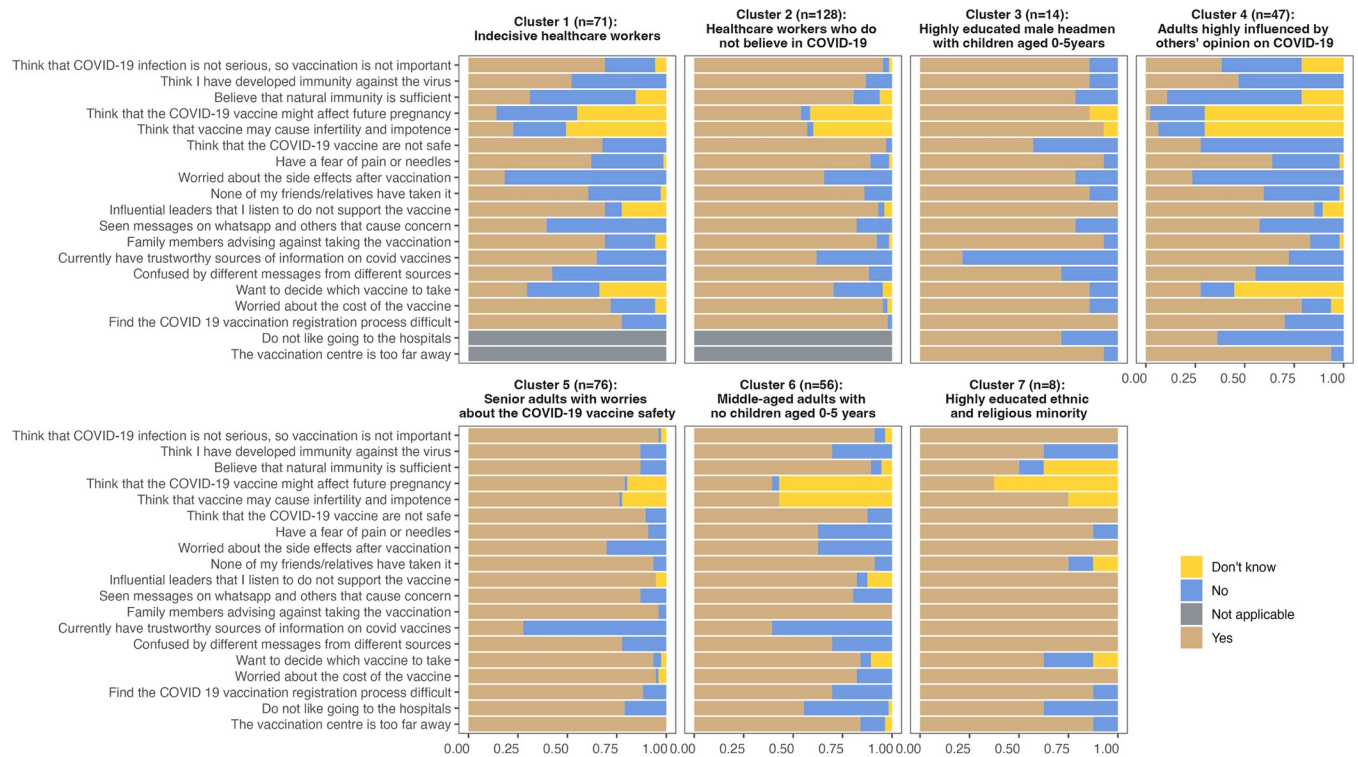 Cluster 1 (n=71):
Indecisive healthcare workers
Cluster 2 (n=128):
Healthcare workers who do
not believe in COVID-19
Cluster 3 (n=14):
Highly educated male headmen
with children aged 0-5years
Cluster 4 (n=47):
Adults highly influenced by
others' opinion on COVID-19
Think that COVID-19 infection is not serious, so vaccination is not important
Think I have developed immunity against the virus
Believe that natural immunity is sufficient
Think that the COVID-19 vaccine might affect future pregnancy
Think that vaccine may cause infertility and impotence
Think that the COVID-19 vaccine are not safe
Have a fear of pain or needles
Worried about the side effects after vaccination
None of my friends/relatives have taken it
Influential leaders that I listen to do not support the vaccine
Seen messages on whatsapp and others that cause concern
Family members advising against taking the vaccination
Currently have trustworthy sources of information on covid vaccines
Confused by different messages from different sources
Want to decide which vaccine to take
Worried about the cost of the vaccine
Find the COVID 19 vaccination registration process difficult
Do not like going to the hospitals
The vaccination centre is too far away
0.00 0.25 0.50 0.75 1.00
Cluster 5 (n=76):
Senior adults with worries
about the COVID-19 vaccine safety
Cluster 6 (n=56):
Middle-aged adults with
no children aged 0-5 years
Cluster 7 (n=8):
Highly educated ethnic
and religious minority
Think that COVID-19 infection is not serious, so vaccination is not important
Think I have developed immunity against the virus
Believe that natural immunity is sufficient
Think that the COVID-19 vaccine might affect future pregnancy
Think that vaccine may cause infertility and impotence
Think that the COVID-19 vaccine are not safe
Have a fear of pain or needles
Worried about the side effects after vaccination
None of my friends/relatives have taken it
Influential leaders that I listen to do not support the vaccine
Seen messages on whatsapp and others that cause concern
Family members advising against taking the vaccination
Currently have trustworthy sources of information on covid vaccines
Confused by different messages from different sources
Want to decide which vaccine to take
Worried about the cost of the vaccine
Find the COVID 19 vaccination registration process difficult
Do not like going to the hospitals
The vaccination centre is too far away
0.00 0.25 0.50 0.75 1.00 0.00 0.25 0.50 0.75 1.00 0.00 0.25 0.50 0.75 1.00
Don't know
No
Not applicable
Yes